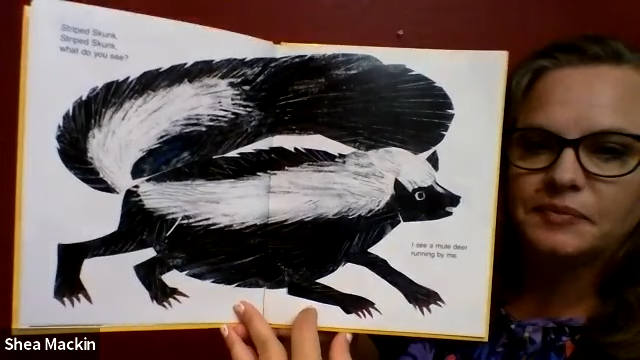 Striped Skunk,
Striped Skunk,
what do you see?
I see a mule deer
running by me.
Shea Mackin